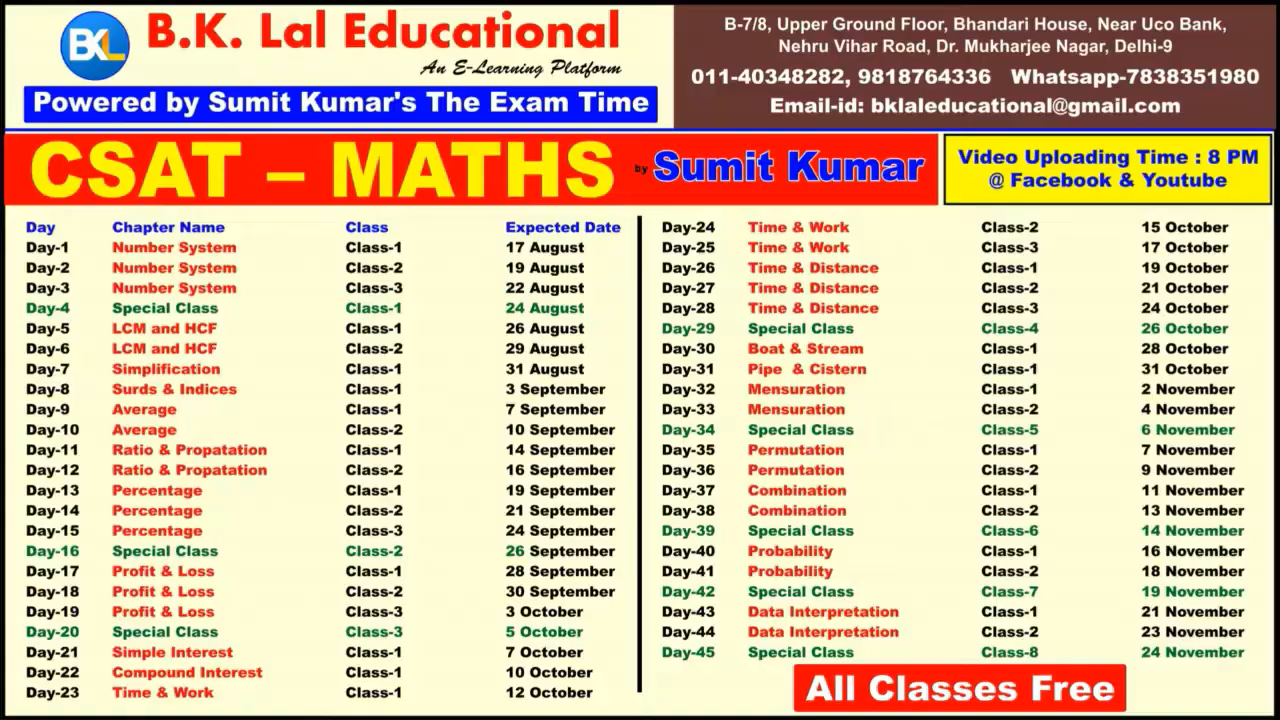 BKL
B.K. Lal Educational
An E-Learning Platform
Powered by Sumit Kumar's The Exam Time
B-7/8, Upper Ground Floor, Bhandari House, Near Uco Bank,
Nehru Vihar Road, Dr. Mukharjee Nagar, Delhi-9
011-40348282, 9818764336 Whatsapp-7838351980
Email-id: bklaleducational@gmail.com
CSAT – MATHS by Sumit Kumar
Video Uploading Time : 8 PM
@ Facebook & Youtube
Day Chapter Name Class Expected Date
Day-1 Number System Class-1 17 August
Day-2 Number System Class-2 19 August
Day-3 Number System Class-3 22 August
Day-4 Special Class Class-1 24 August
Day-5 LCM and HCF Class-1 26 August
Day-6 LCM and HCF Class-2 29 August
Day-7 Simplification Class-1 31 August
Day-8 Surds & Indices Class-1 3 September
Day-9 Average Class-1 7 September
Day-10 Average Class-2 10 September
Day-11 Ratio & Propatation Class-1 14 September
Day-12 Ratio & Propatation Class-2 16 September
Day-13 Percentage Class-1 19 September
Day-14 Percentage Class-2 21 September
Day-15 Percentage Class-3 24 September
Day-16 Special Class Class-2 26 September
Day-17 Profit & Loss Class-1 28 September
Day-18 Profit & Loss Class-2 30 September
Day-19 Profit & Loss Class-3 3 October
Day-20 Special Class Class-3 5 October
Day-21 Simple Interest Class-1 7 October
Day-22 Compound Interest Class-1 10 October
Day-23 Time & Work Class-1 12 October
Day-24 Time & Work Class-2 15 October
Day-25 Time & Work Class-3 17 October
Day-26 Time & Distance Class-1 19 October
Day-27 Time & Distance Class-2 21 October
Day-28 Time & Distance Class-3 24 October
Day-29 Special Class Class-4 26 October
Day-30 Boat & Stream Class-1 28 October
Day-31 Pipe & Cistern Class-1 31 October
Day-32 Mensuration Class-1 2 November
Day-33 Mensuration Class-2 4 November
Day-34 Special Class Class-5 6 November
Day-35 Permutation Class-1 7 November
Day-36 Permutation Class-2 9 November
Day-37 Combination Class-1 11 November
Day-38 Combination Class-2 13 November
Day-39 Special Class Class-6 14 November
Day-40 Probability Class-1 16 November
Day-41 Probability Class-2 18 November
Day-42 Special Class Class-7 19 November
Day-43 Data Interpretation Class-1 21 November
Day-44 Data Interpretation Class-2 23 November
Day-45 Special Class Class-8 24 November
All Classes Free